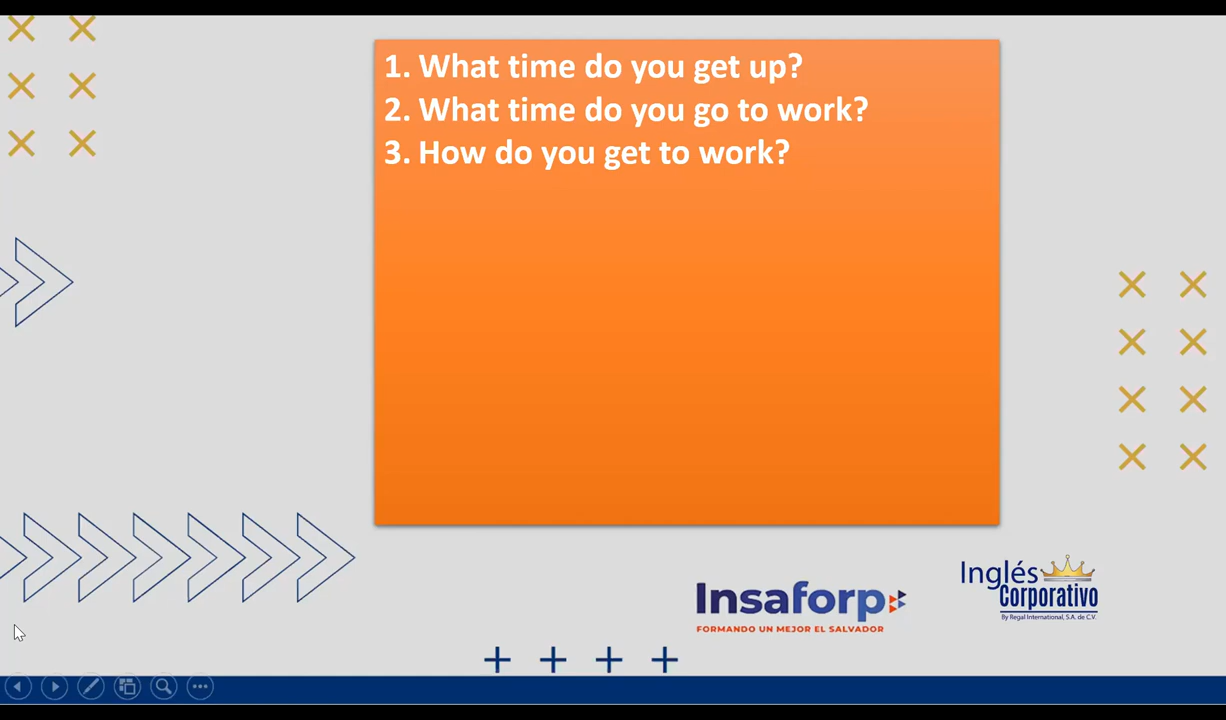 1. What time do you get up?
2. What time do you go to work?
3. How do you get to work?
Insaforp
FORMANDO UN MEJOR EL SALVADOR
Inglés
Corporativo
By Regal International, S.A. de C.V.